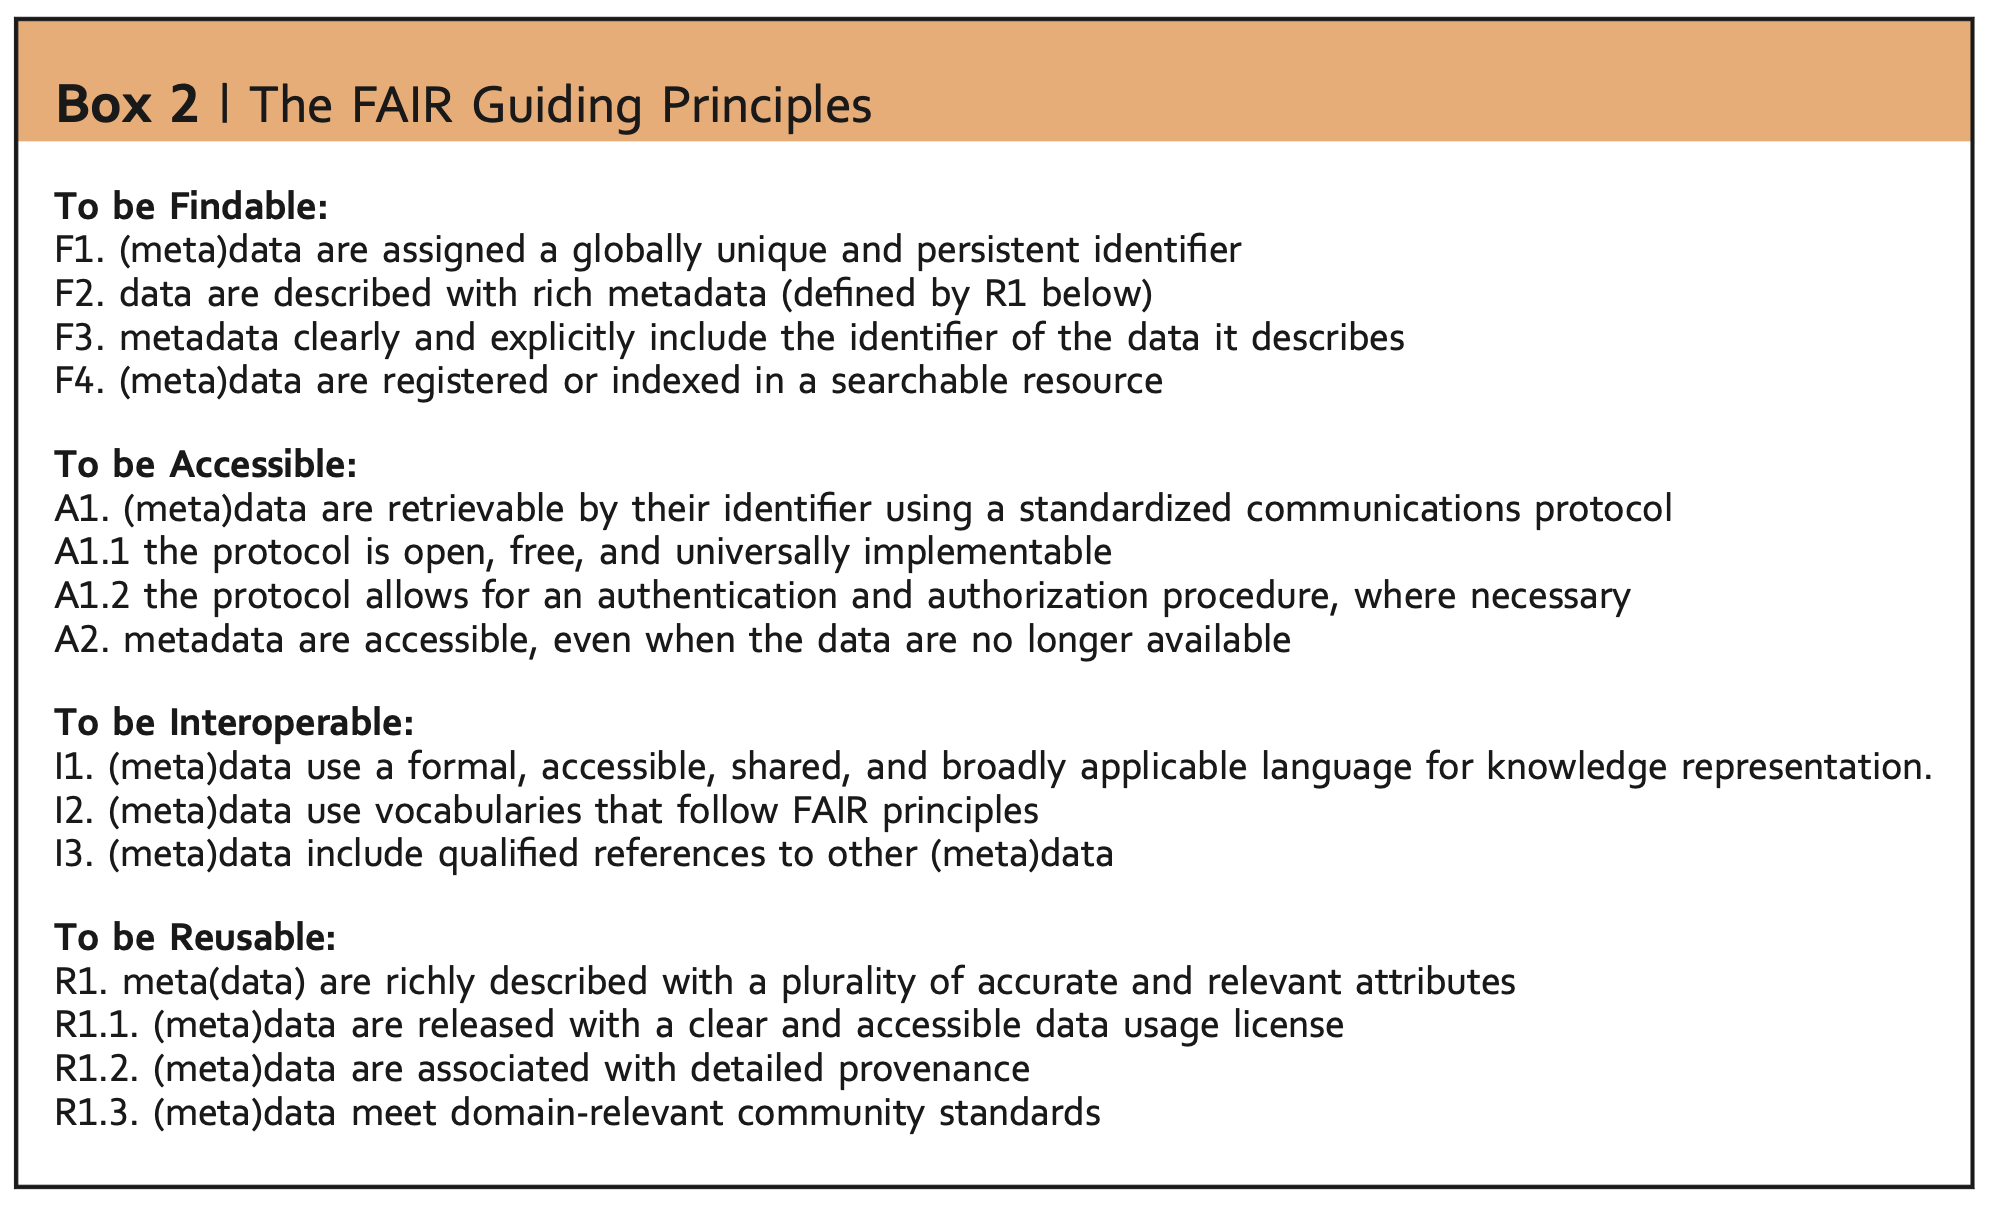 Box 2 | The FAIR Guiding Principles
To be Findable:
F1. (meta)data are assigned a globally unique and persistent identifier
F2. data are described with rich metadata (defined by R1 below)
F3. metadata clearly and explicitly include the identifier of the data it describes
F4. (meta)data are registered or indexed in a searchable resource
To be Accessible:
A1. (meta)data are retrievable by their identifier using a standardized communications protocol
A1.1 the protocol is open, free, and universally implementable
A1.2 the protocol allows for an authentication and authorization procedure, where necessary
A2. metadata are accessible, even when the data are no longer available
To be Interoperable:
I1. (meta)data use a formal, accessible, shared, and broadly applicable language for knowledge representation.
I2. (meta)data use vocabularies that follow FAIR principles
I3. (meta)data include qualified references to other (meta)data
To be Reusable:
R1. meta(data) are richly described with a plurality of accurate and relevant attributes
R1.1. (meta)data are released with a clear and accessible data usage license
R1.2. (meta)data are associated with detailed provenance
R1.3. (meta)data meet domain-relevant community standards